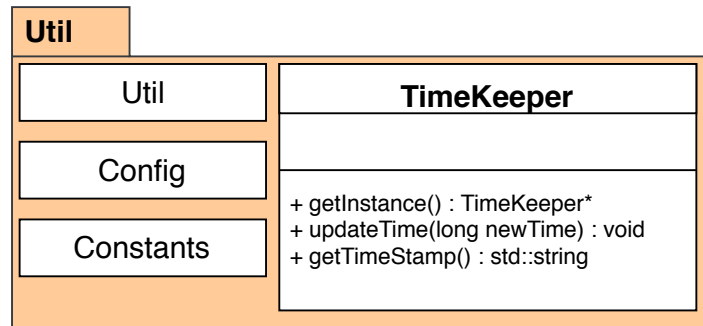 Util
Util
Config
Constants
TimeKeeper
+ getInstance() : TimeKeeper*
+ updateTime(long newTime) : void
+ getTimeStamp() : std::string